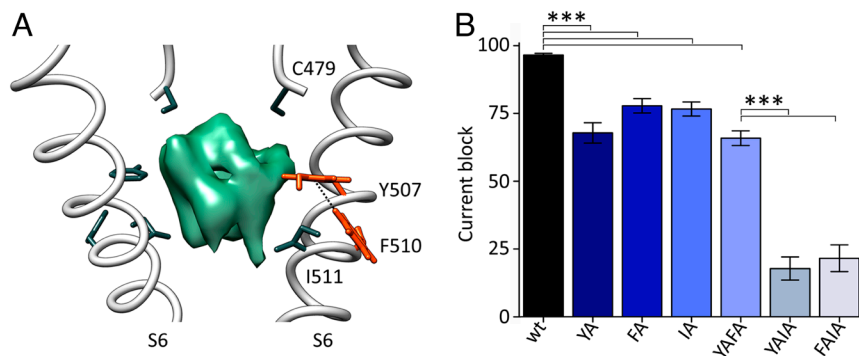 A
C479
Y507
F510
I511
S6
S6
B
***
***
100
75
50
25
0
Current block
wt
YA
FA
IA
YAFA
YAIA
FAIA